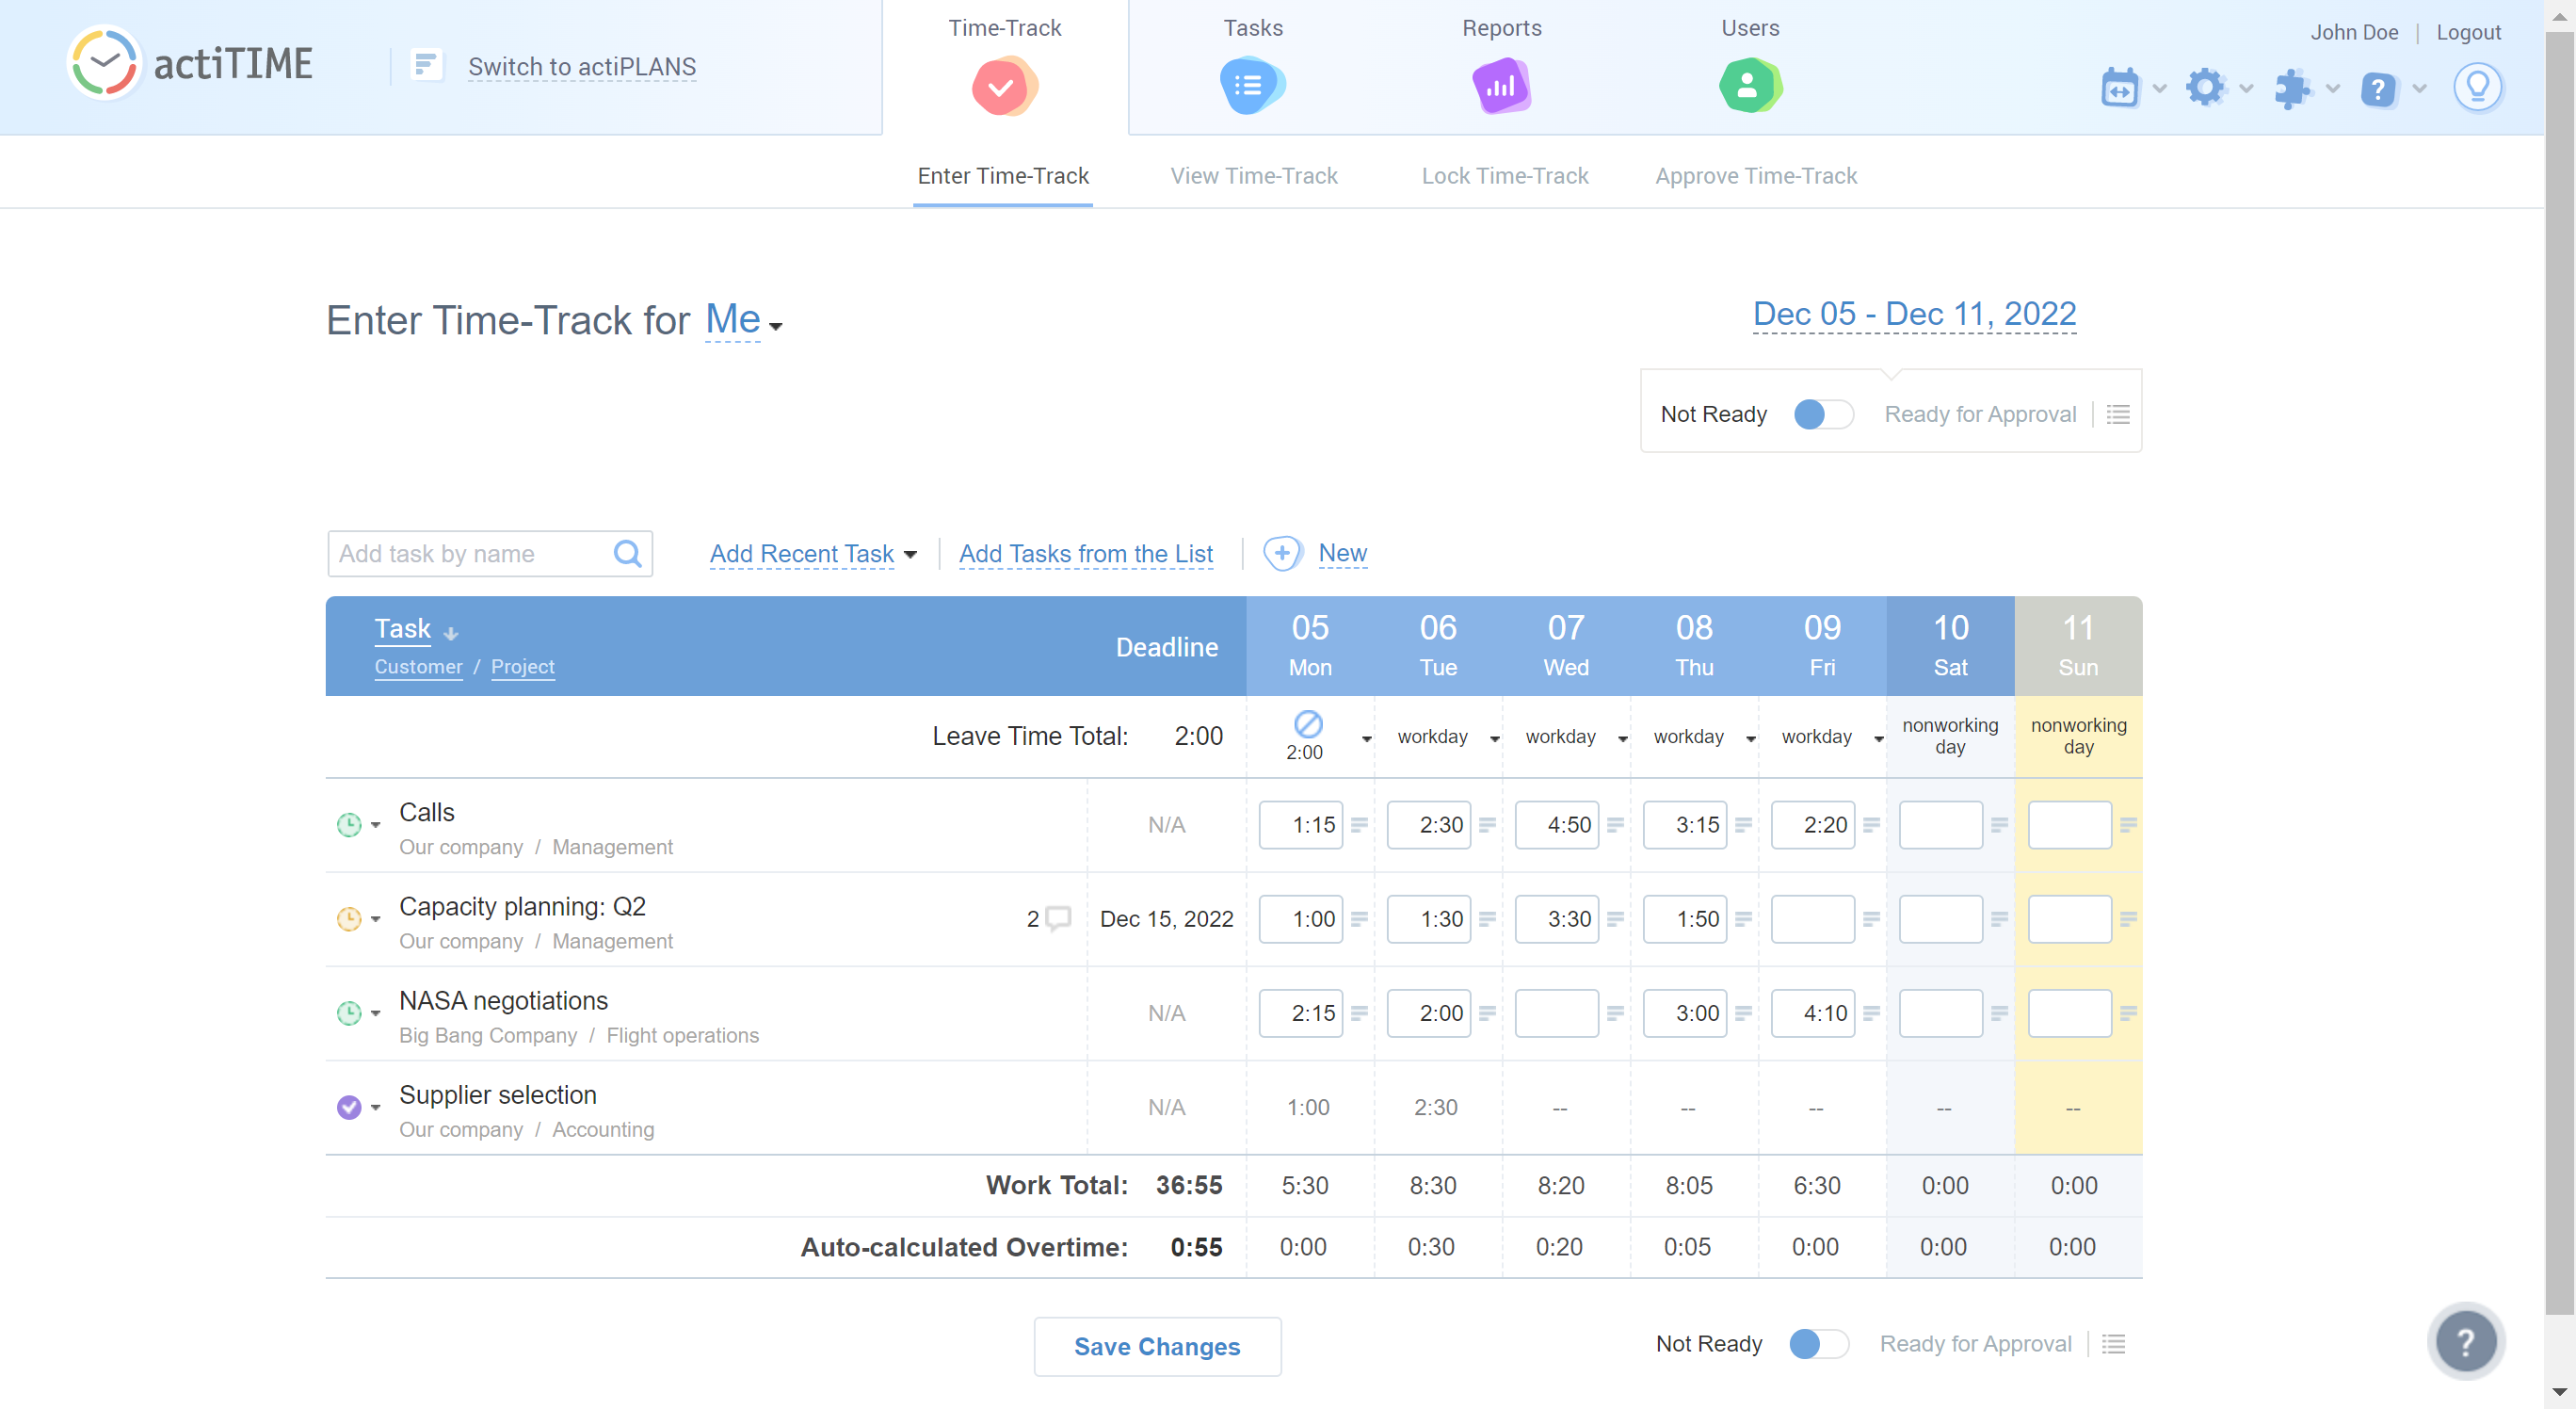 Time-Track Tasks Reports Users
John Doe | Logout
actiTIME Switch to actiPLANS
Enter Time-Track View Time-Track Lock Time-Track Approve Time-Track
Enter Time-Track for Me
Dec 05 - Dec 11, 2022
Not Ready Ready for Approval
Add task by name Add Recent Task Add Tasks from the List New
Task Deadline 05 06 07 08 09 10 11
Customer / Project Mon Tue Wed Thu Fri Sat Sun
Leave Time Total: 2:00 2:00 workday workday workday workday nonworking day nonworking day
Calls N/A 1:15 2:30 4:50 3:15 2:20
Our company / Management
Capacity planning: Q2 2 Dec 15, 2022 1:00 1:30 3:30 1:50
Our company / Management
NASA negotiations N/A 2:15 2:00 3:00 4:10
Big Bang Company / Flight operations
Supplier selection N/A 1:00 2:30 -- -- -- -- --
Our company / Accounting
Work Total: 36:55 5:30 8:30 8:20 8:05 6:30 0:00 0:00
Auto-calculated Overtime: 0:55 0:00 0:30 0:20 0:05 0:00 0:00 0:00
Save Changes Not Ready Ready for Approval
?